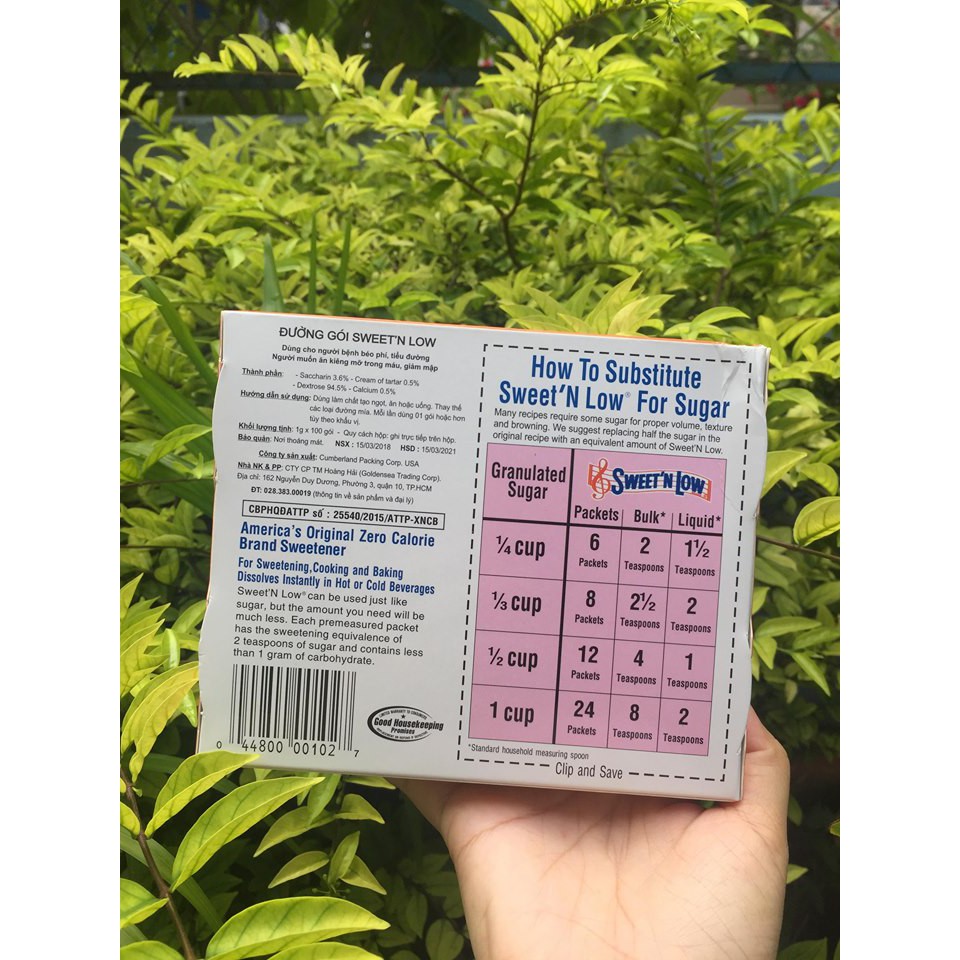 ĐƯỜNG GÓI SWEET'N LOW
Dùng cho người bệnh béo phì, tiểu đường
Người muốn ăn kiêng mỡ trong máu, giảm mập
Thành phần: - Saccharin 3.6% - Cream of tartar 0.5%
- Dextrose 94.5% - Calcium 0.5%
Hướng dẫn sử dụng: Dùng làm chất tạo ngọt, ăn hoặc uống. Thay thế
các loại đường mía. Mỗi lần dùng 01 gói hoặc hơn
tùy theo khẩu vị.
Khối lượng tịnh: 1g x 100 gói - Quy cách hộp: ghi trực tiếp trên hộp.
Bảo quản: Nơi thoáng mát. NSX : 15/03/2018 HSD : 15/03/2021
Công ty sản xuất: Cumberland Packing Corp. USA
Nhà NK & PP: CTY CP TM Hoàng Hải (Goldensea Trading Corp).
Địa chỉ: 162 Nguyễn Duy Dương, Phường 3, quận 10, TP.HCM
ĐT: 028.383.00019 (thông tin về sản phẩm và đại lý)
CBPHQĐATTP số : 25540/2015/ATTP-XNCB
America's Original Zero Calorie
Brand Sweetener
For Sweetening,Cooking and Baking
Dissolves Instantly in Hot or Cold Beverages
Sweet'N Low® can be used just like
sugar, but the amount you need will be
much less. Each premeasured packet
has the sweetening equivalence of
2 teaspoons of sugar and contains less
than 1 gram of carbohydrate.
0 44800 00102 7
Good Housekeeping
Promises
How To Substitute
Sweet'N Low® For Sugar
Many recipes require some sugar for proper volume, texture
and browning. We suggest replacing half the sugar in the
original recipe with an equivalent amount of Sweet'N Low.
Granulated
Sugar
SWEET'N LOW
Packets Bulk* Liquid*
¼ cup 6 Packets 2 Teaspoons 1½ Teaspoons
⅓ cup 8 Packets 2½ Teaspoons 2 Teaspoons
½ cup 12 Packets 4 Teaspoons 1 Teaspoons
1 cup 24 Packets 8 Teaspoons 2 Teaspoons
*Standard household measuring spoon
Clip and Save